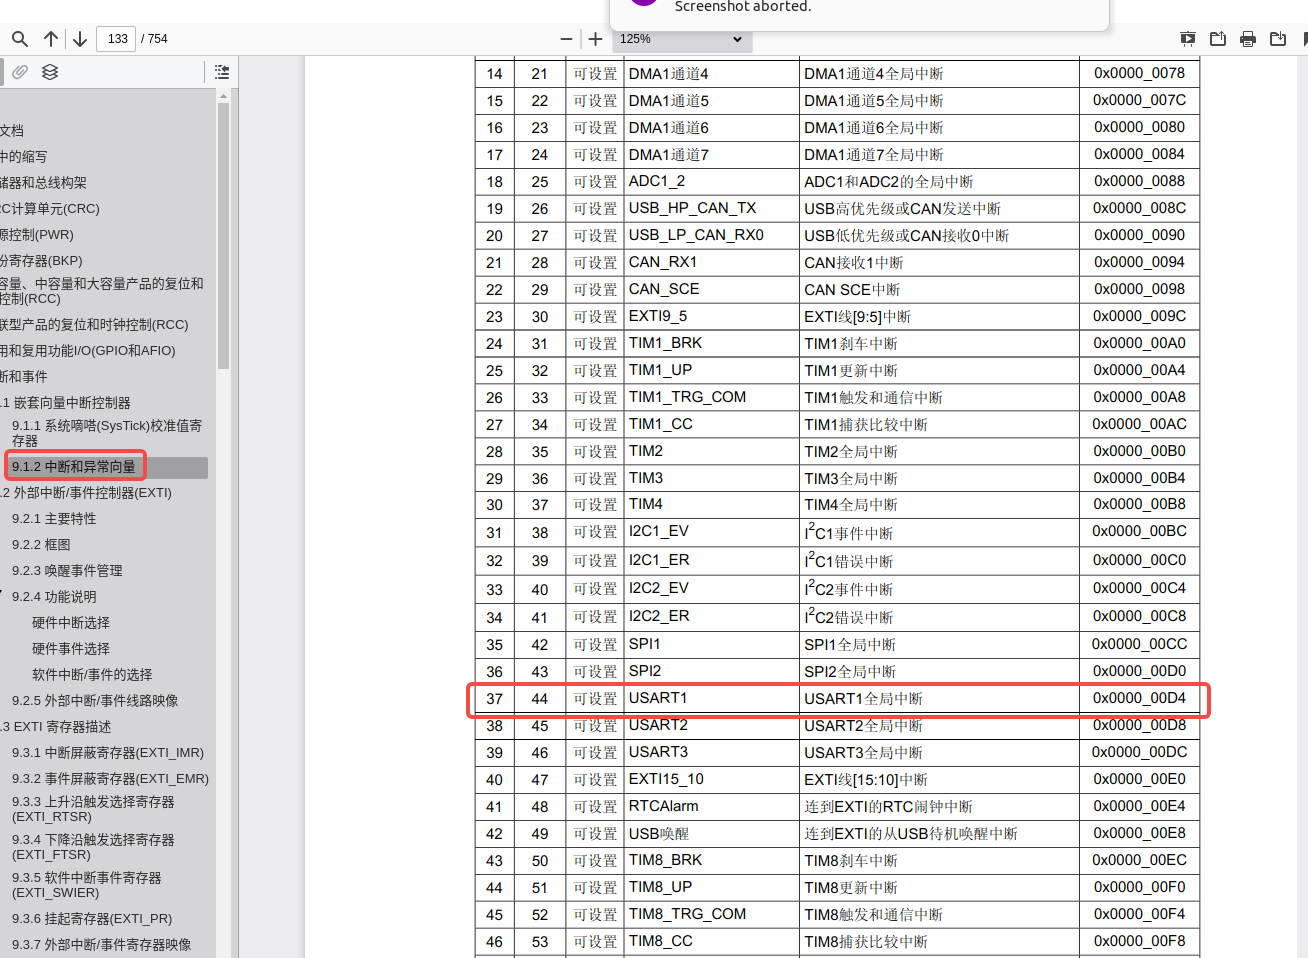 Screenshot aborted.
133 / 754
125%
文档
中的缩写
储器和总线构架
C计算单元(CRC)
源控制(PWR)
份寄存器(BKP)
容量、中容量和大容量产品的复位和
控制(RCC)
联型产品的复位和时钟控制(RCC)
用和复用功能I/O(GPIO和AFIO)
断和事件
.1 嵌套向量中断控制器
9.1.1 系统嘀嗒(SysTick)校准值寄
存器
9.1.2 中断和异常向量
.2 外部中断/事件控制器(EXTI)
9.2.1 主要特性
9.2.2 框图
9.2.3 唤醒事件管理
9.2.4 功能说明
硬件中断选择
硬件事件选择
软件中断/事件的选择
9.2.5 外部中断/事件线路映像
.3 EXTI 寄存器描述
9.3.1 中断屏蔽寄存器(EXTI_IMR)
9.3.2 事件屏蔽寄存器(EXTI_EMR)
9.3.3 上升沿触发选择寄存器
(EXTI_RTSR)
9.3.4 下降沿触发选择寄存器
(EXTI_FTSR)
9.3.5 软件中断事件寄存器
(EXTI_SWIER)
9.3.6 挂起寄存器(EXTI_PR)
9.3.7 外部中断/事件寄存器映像
14 21 可设置 DMA1通道4 DMA1通道4全局中断 0x0000_0078
15 22 可设置 DMA1通道5 DMA1通道5全局中断 0x0000_007C
16 23 可设置 DMA1通道6 DMA1通道6全局中断 0x0000_0080
17 24 可设置 DMA1通道7 DMA1通道7全局中断 0x0000_0084
18 25 可设置 ADC1_2 ADC1和ADC2的全局中断 0x0000_0088
19 26 可设置 USB_HP_CAN_TX USB高优先级或CAN发送中断 0x0000_008C
20 27 可设置 USB_LP_CAN_RX0 USB低优先级或CAN接收0中断 0x0000_0090
21 28 可设置 CAN_RX1 CAN接收1中断 0x0000_0094
22 29 可设置 CAN_SCE CAN SCE中断 0x0000_0098
23 30 可设置 EXTI9_5 EXTI线[9:5]中断 0x0000_009C
24 31 可设置 TIM1_BRK TIM1刹车中断 0x0000_00A0
25 32 可设置 TIM1_UP TIM1更新中断 0x0000_00A4
26 33 可设置 TIM1_TRG_COM TIM1触发和通信中断 0x0000_00A8
27 34 可设置 TIM1_CC TIM1捕获比较中断 0x0000_00AC
28 35 可设置 TIM2 TIM2全局中断 0x0000_00B0
29 36 可设置 TIM3 TIM3全局中断 0x0000_00B4
30 37 可设置 TIM4 TIM4全局中断 0x0000_00B8
31 38 可设置 I2C1_EV I²C1事件中断 0x0000_00BC
32 39 可设置 I2C1_ER I²C1错误中断 0x0000_00C0
33 40 可设置 I2C2_EV I²C2事件中断 0x0000_00C4
34 41 可设置 I2C2_ER I²C2错误中断 0x0000_00C8
35 42 可设置 SPI1 SPI1全局中断 0x0000_00CC
36 43 可设置 SPI2 SPI2全局中断 0x0000_00D0
37 44 可设置 USART1 USART1全局中断 0x0000_00D4
38 45 可设置 USART2 USART2全局中断 0x0000_00D8
39 46 可设置 USART3 USART3全局中断 0x0000_00DC
40 47 可设置 EXTI15_10 EXTI线[15:10]中断 0x0000_00E0
41 48 可设置 RTCAlarm 连到EXTI的RTC闹钟中断 0x0000_00E4
42 49 可设置 USB唤醒 连到EXTI的从USB待机唤醒中断 0x0000_00E8
43 50 可设置 TIM8_BRK TIM8刹车中断 0x0000_00EC
44 51 可设置 TIM8_UP TIM8更新中断 0x0000_00F0
45 52 可设置 TIM8_TRG_COM TIM8触发和通信中断 0x0000_00F4
46 53 可设置 TIM8_CC TIM8捕获比较中断 0x0000_00F8